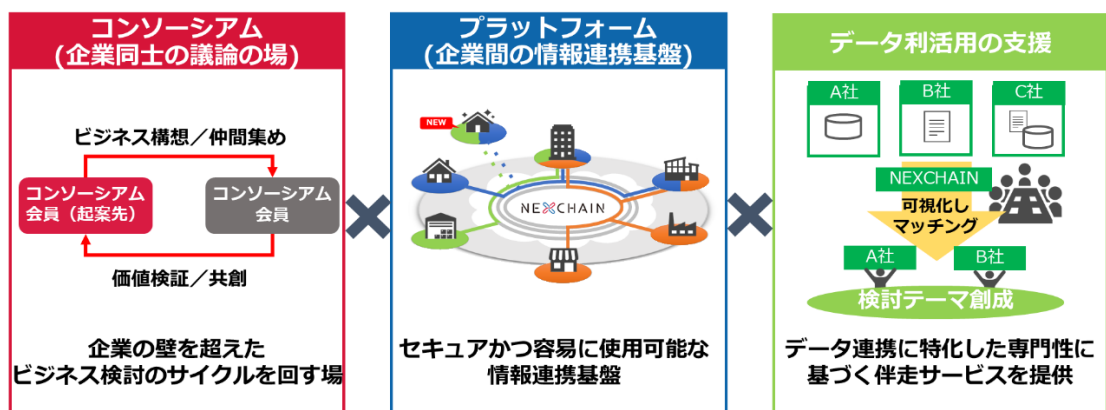 コンソーシアム
(企業同士の議論の場)
ビジネス構想／仲間集め
コンソーシアム
会員（起案先）
コンソーシアム
会員
価値検証／共創
企業の壁を超えた
ビジネス検討のサイクルを回す場
プラットフォーム
(企業間の情報連携基盤)
NEW
NEXCHAIN
セキュアかつ容易に使用可能な
情報連携基盤
データ利活用の支援
A社
B社
C社
NEXCHAIN
可視化し
マッチング
A社
B社
検討テーマ創成
データ連携に特化した専門性に
基づく伴走サービスを提供